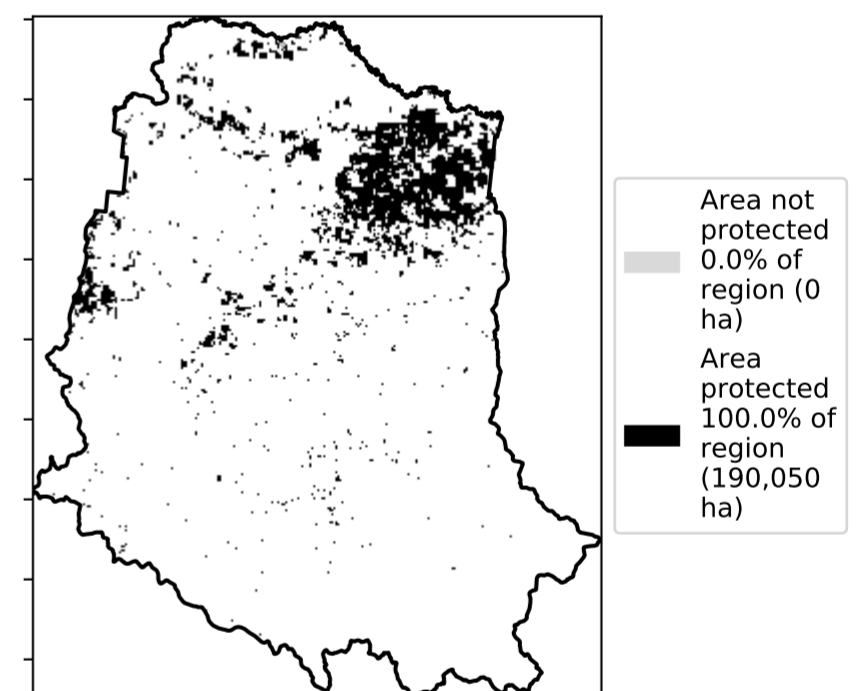 Area not
protected
0.0% of
region (0
ha)
Area
protected
100.0% of
region
(190,050
ha)